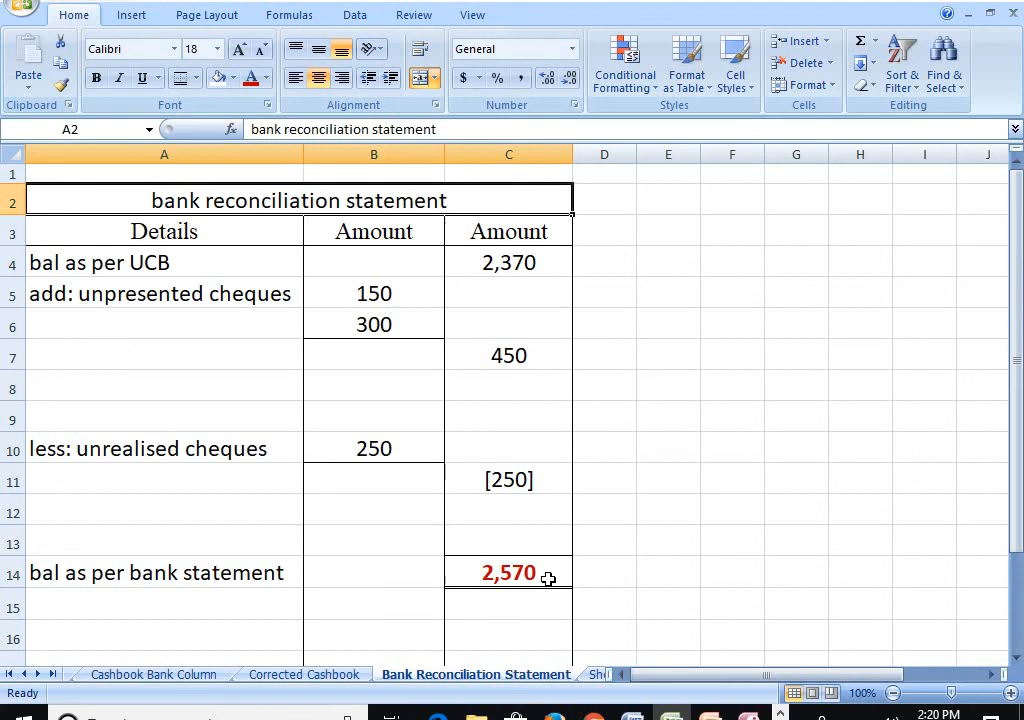 Home Insert Page Layout Formulas Data Review View
Calibri 18 A A General Insert Σ
Paste Conditional Format Cell Delete Sort & Find &
B I U A $ % , .00 Formatting as Table Styles Format Filter Select
Clipboard Font Alignment Number Styles Cells Editing
A2 fx bank reconciliation statement
A B C D E F G H I J
1
2 bank reconciliation statement
3 Details Amount Amount
4 bal as per UCB 2,370
5 add: unpresented cheques 150
6 300
7 450
8
9
10 less: unrealised cheques 250
11 [250]
12
13
14 bal as per bank statement 2,570
15
16
Cashbook Bank Column Corrected Cashbook Bank Reconciliation Statement
Ready 100%
2:20 PM